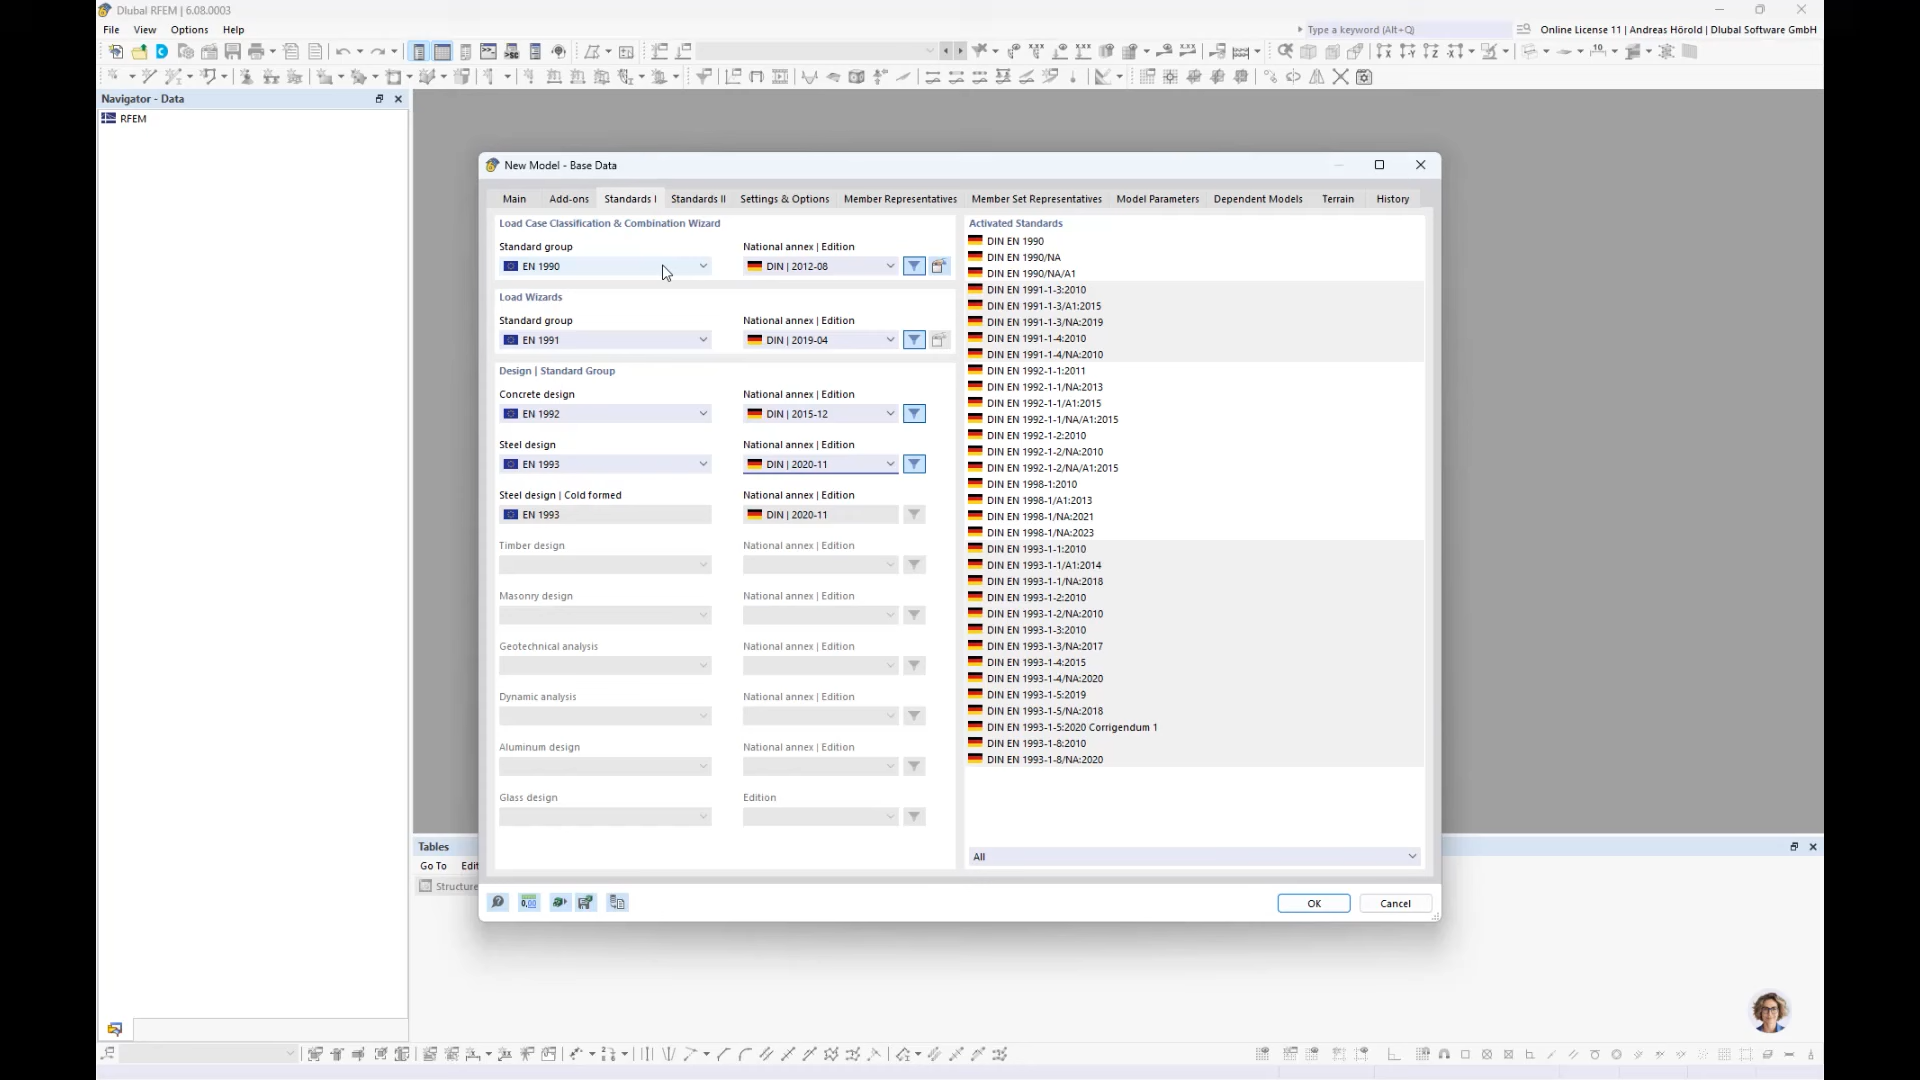 Dlubal RFEM | 6.08.0003
File View Options Help
Type a keyword (Alt+Q)
Online License 11 | Andreas Hörold | Dlubal Software GmbH
Navigator - Data
RFEM
New Model - Base Data
Main Add-ons Standards I Standards II Settings & Options Member Representatives Member Set Representatives Model Parameters Dependent Models Terrain History
Load Case Classification & Combination Wizard
Standard group National annex | Edition
EN 1990 DIN | 2012-08
Load Wizards
Standard group National annex | Edition
EN 1991 DIN | 2019-04
Design | Standard Group
Concrete design National annex | Edition
EN 1992 DIN | 2015-12
Steel design National annex | Edition
EN 1993 DIN | 2020-11
Steel design | Cold formed National annex | Edition
EN 1993 DIN | 2020-11
Timber design National annex | Edition
Masonry design National annex | Edition
Geotechnical analysis National annex | Edition
Dynamic analysis National annex | Edition
Aluminum design National annex | Edition
Glass design Edition
Activated Standards
DIN EN 1990
DIN EN 1990/NA
DIN EN 1990/NA/A1
DIN EN 1991-1-3:2010
DIN EN 1991-1-3/A1:2015
DIN EN 1991-1-3/NA:2019
DIN EN 1991-1-4:2010
DIN EN 1991-1-4/NA:2010
DIN EN 1992-1-1:2011
DIN EN 1992-1-1/NA:2013
DIN EN 1992-1-1/A1:2015
DIN EN 1992-1-1/NA/A1:2015
DIN EN 1992-1-2:2010
DIN EN 1992-1-2/NA:2010
DIN EN 1992-1-2/NA/A1:2015
DIN EN 1998-1:2010
DIN EN 1998-1/A1:2013
DIN EN 1998-1/NA:2021
DIN EN 1998-1/NA:2023
DIN EN 1993-1-1:2010
DIN EN 1993-1-1/A1:2014
DIN EN 1993-1-1/NA:2018
DIN EN 1993-1-2:2010
DIN EN 1993-1-2/NA:2010
DIN EN 1993-1-3:2010
DIN EN 1993-1-3/NA:2017
DIN EN 1993-1-4:2015
DIN EN 1993-1-4/NA:2020
DIN EN 1993-1-5:2019
DIN EN 1993-1-5/NA:2018
DIN EN 1993-1-5:2020 Corrigendum 1
DIN EN 1993-1-8:2010
DIN EN 1993-1-8/NA:2020
All
OK Cancel
Tables
Go To Edit
Structure